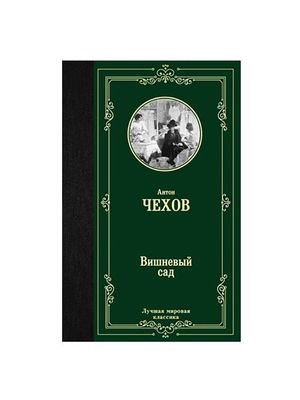 Антон
ЧЕХОВ
Вишневый
сад
Лучшая мировая
классика